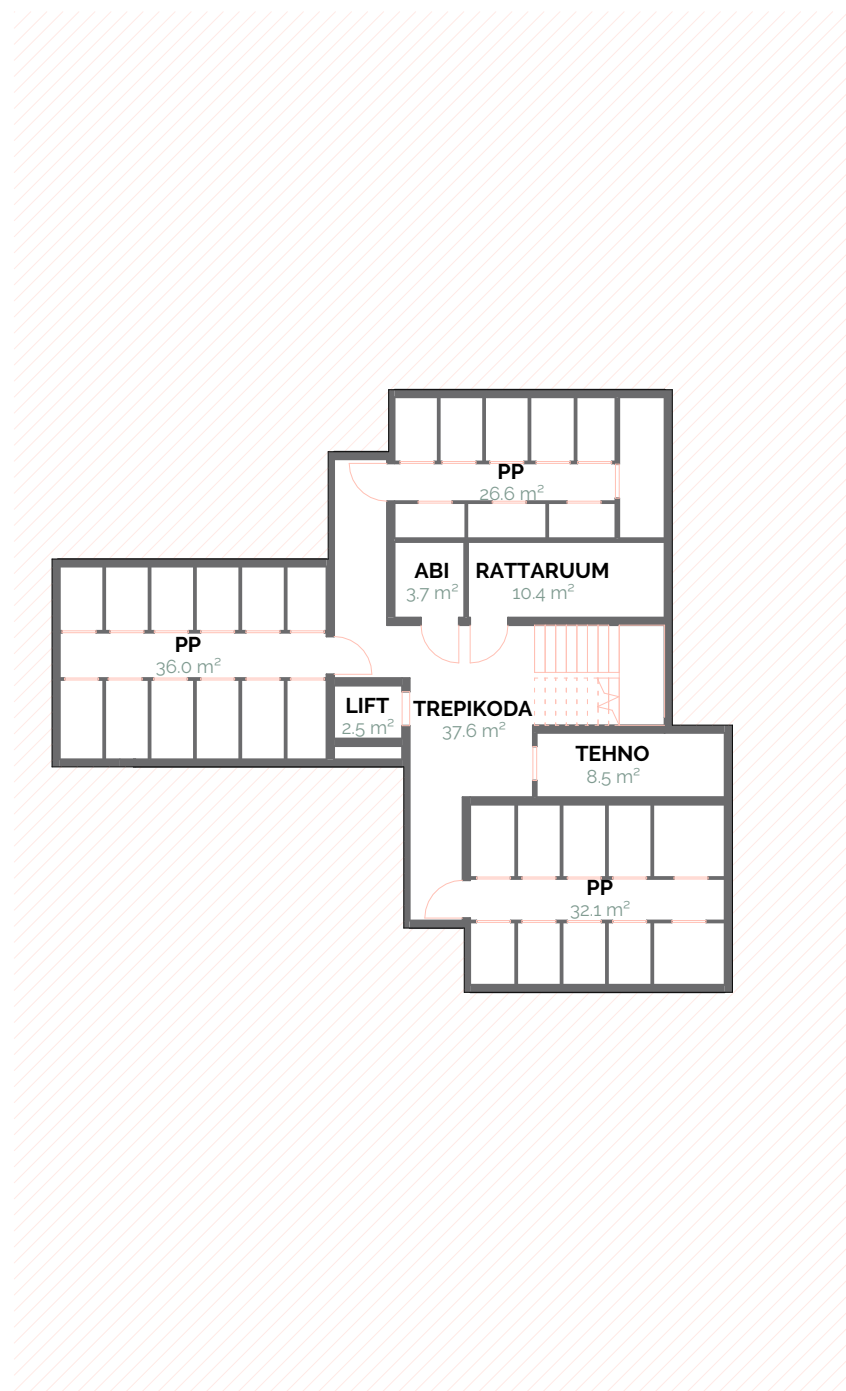 PP
26.6 m²
ABI
3.7 m²
RATTARUUM
10.4 m²
PP
36.0 m²
LIFT
2.5 m²
TREPIKODA
37.6 m²
TEHNO
8.5 m²
PP
32.1 m²